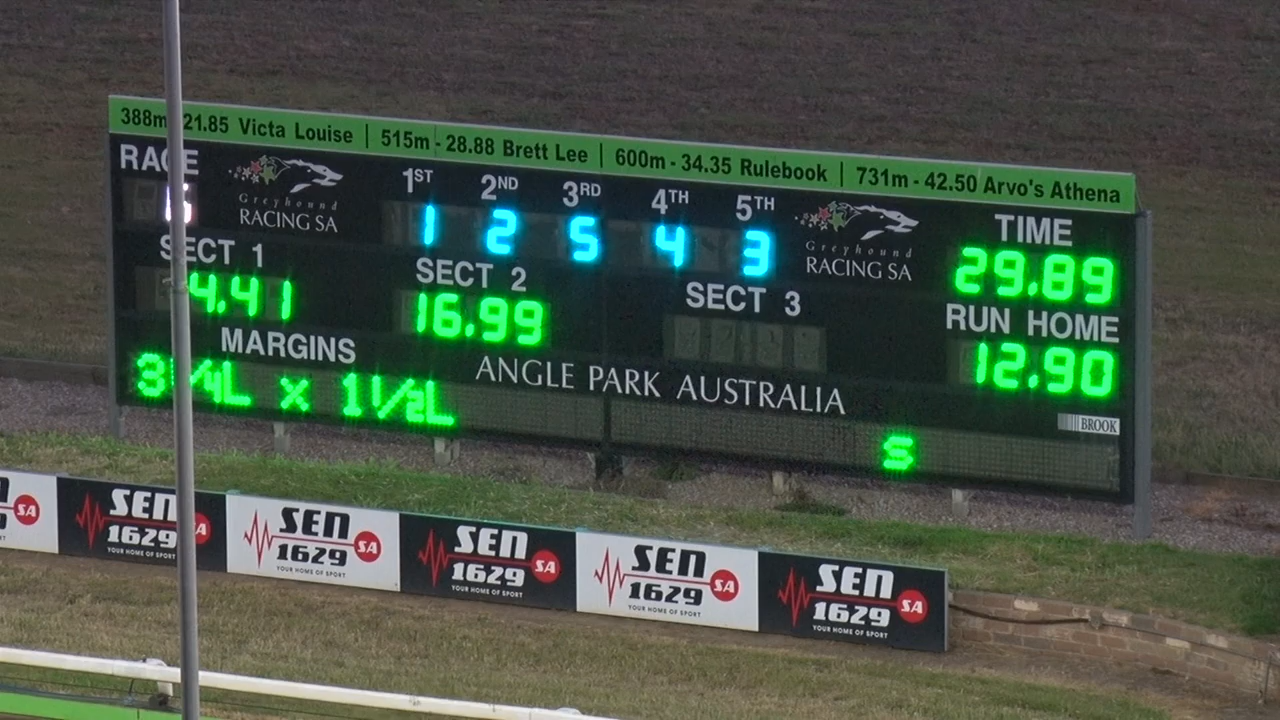 388m 21.85 Victa Louise | 515m - 28.88 Brett Lee | 600m - 34.35 Rulebook | 731m - 42.50 Arvo's Athena
RACE
Greyhound
RACING SA
1ST 2ND 3RD 4TH 5TH
1 2 5 4 3
Greyhound
RACING SA
TIME
29.89
SECT 1
4.41
SECT 2
16.99
SECT 3
RUN HOME
12.90
MARGINS
3 1/4L x 1 1/2L
ANGLE PARK AUSTRALIA
BROOK
S
SA
SEN
1629
SA
YOUR HOME OF SPORT
SEN
1629
SA
YOUR HOME OF SPORT
SEN
1629
SA
YOUR HOME OF SPORT
SEN
1629
SA
YOUR HOME OF SPORT
SEN
1629
SA
YOUR HOME OF SPORT